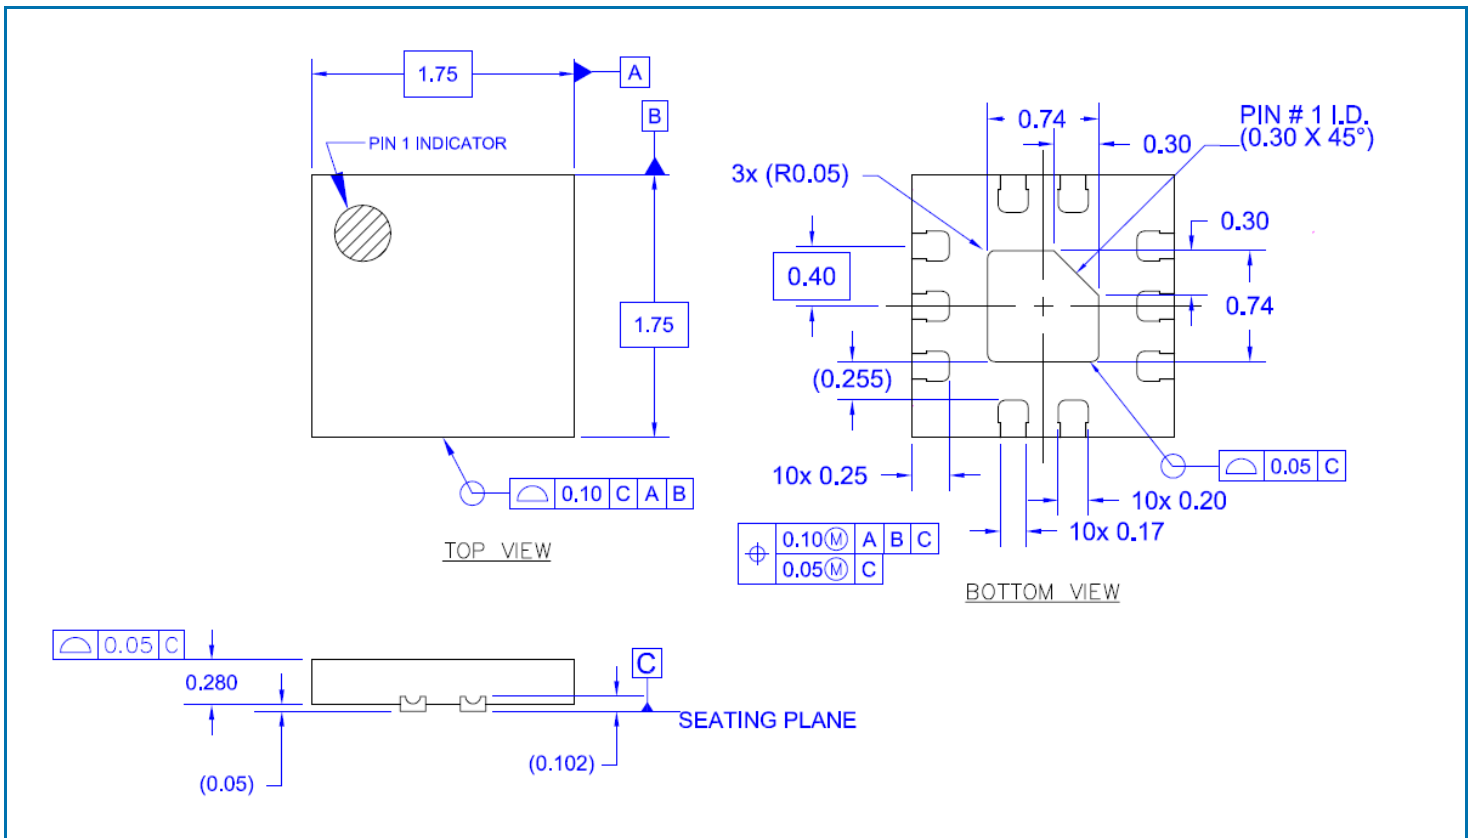 1.75
A
B
PIN 1 INDICATOR
1.75
0.10 C A B
TOP VIEW
0.74
0.30
PIN # 1 I.D.
(0.30 X 45°)
3x (R0.05)
0.30
0.40
0.74
(0.255)
10x 0.25
0.05 C
10x 0.20
10x 0.17
0.10Ⓜ A B C
0.05Ⓜ C
BOTTOM VIEW
0.05 C
0.280
C
SEATING PLANE
(0.102)
(0.05)